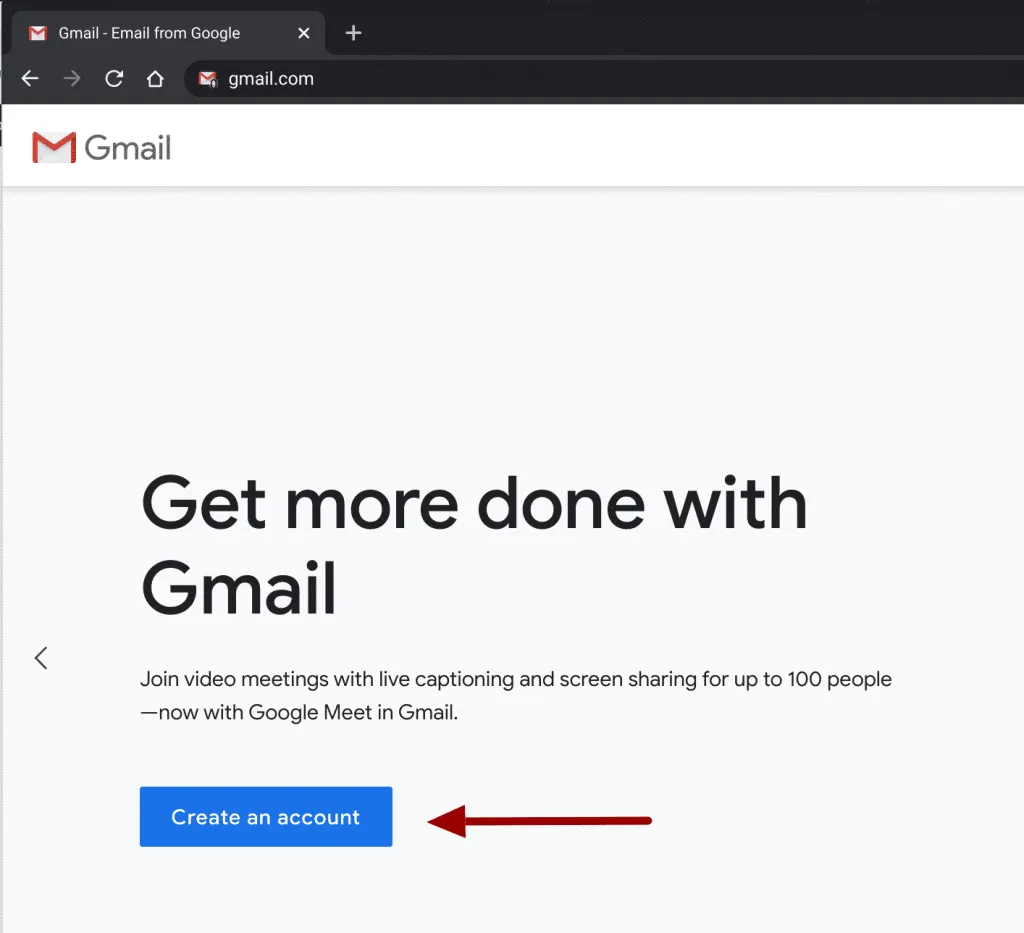 Gmail - Email from Google
gmail.com
Gmail
Get more done with
Gmail
Join video meetings with live captioning and screen sharing for up to 100 people
—now with Google Meet in Gmail.
Create an account